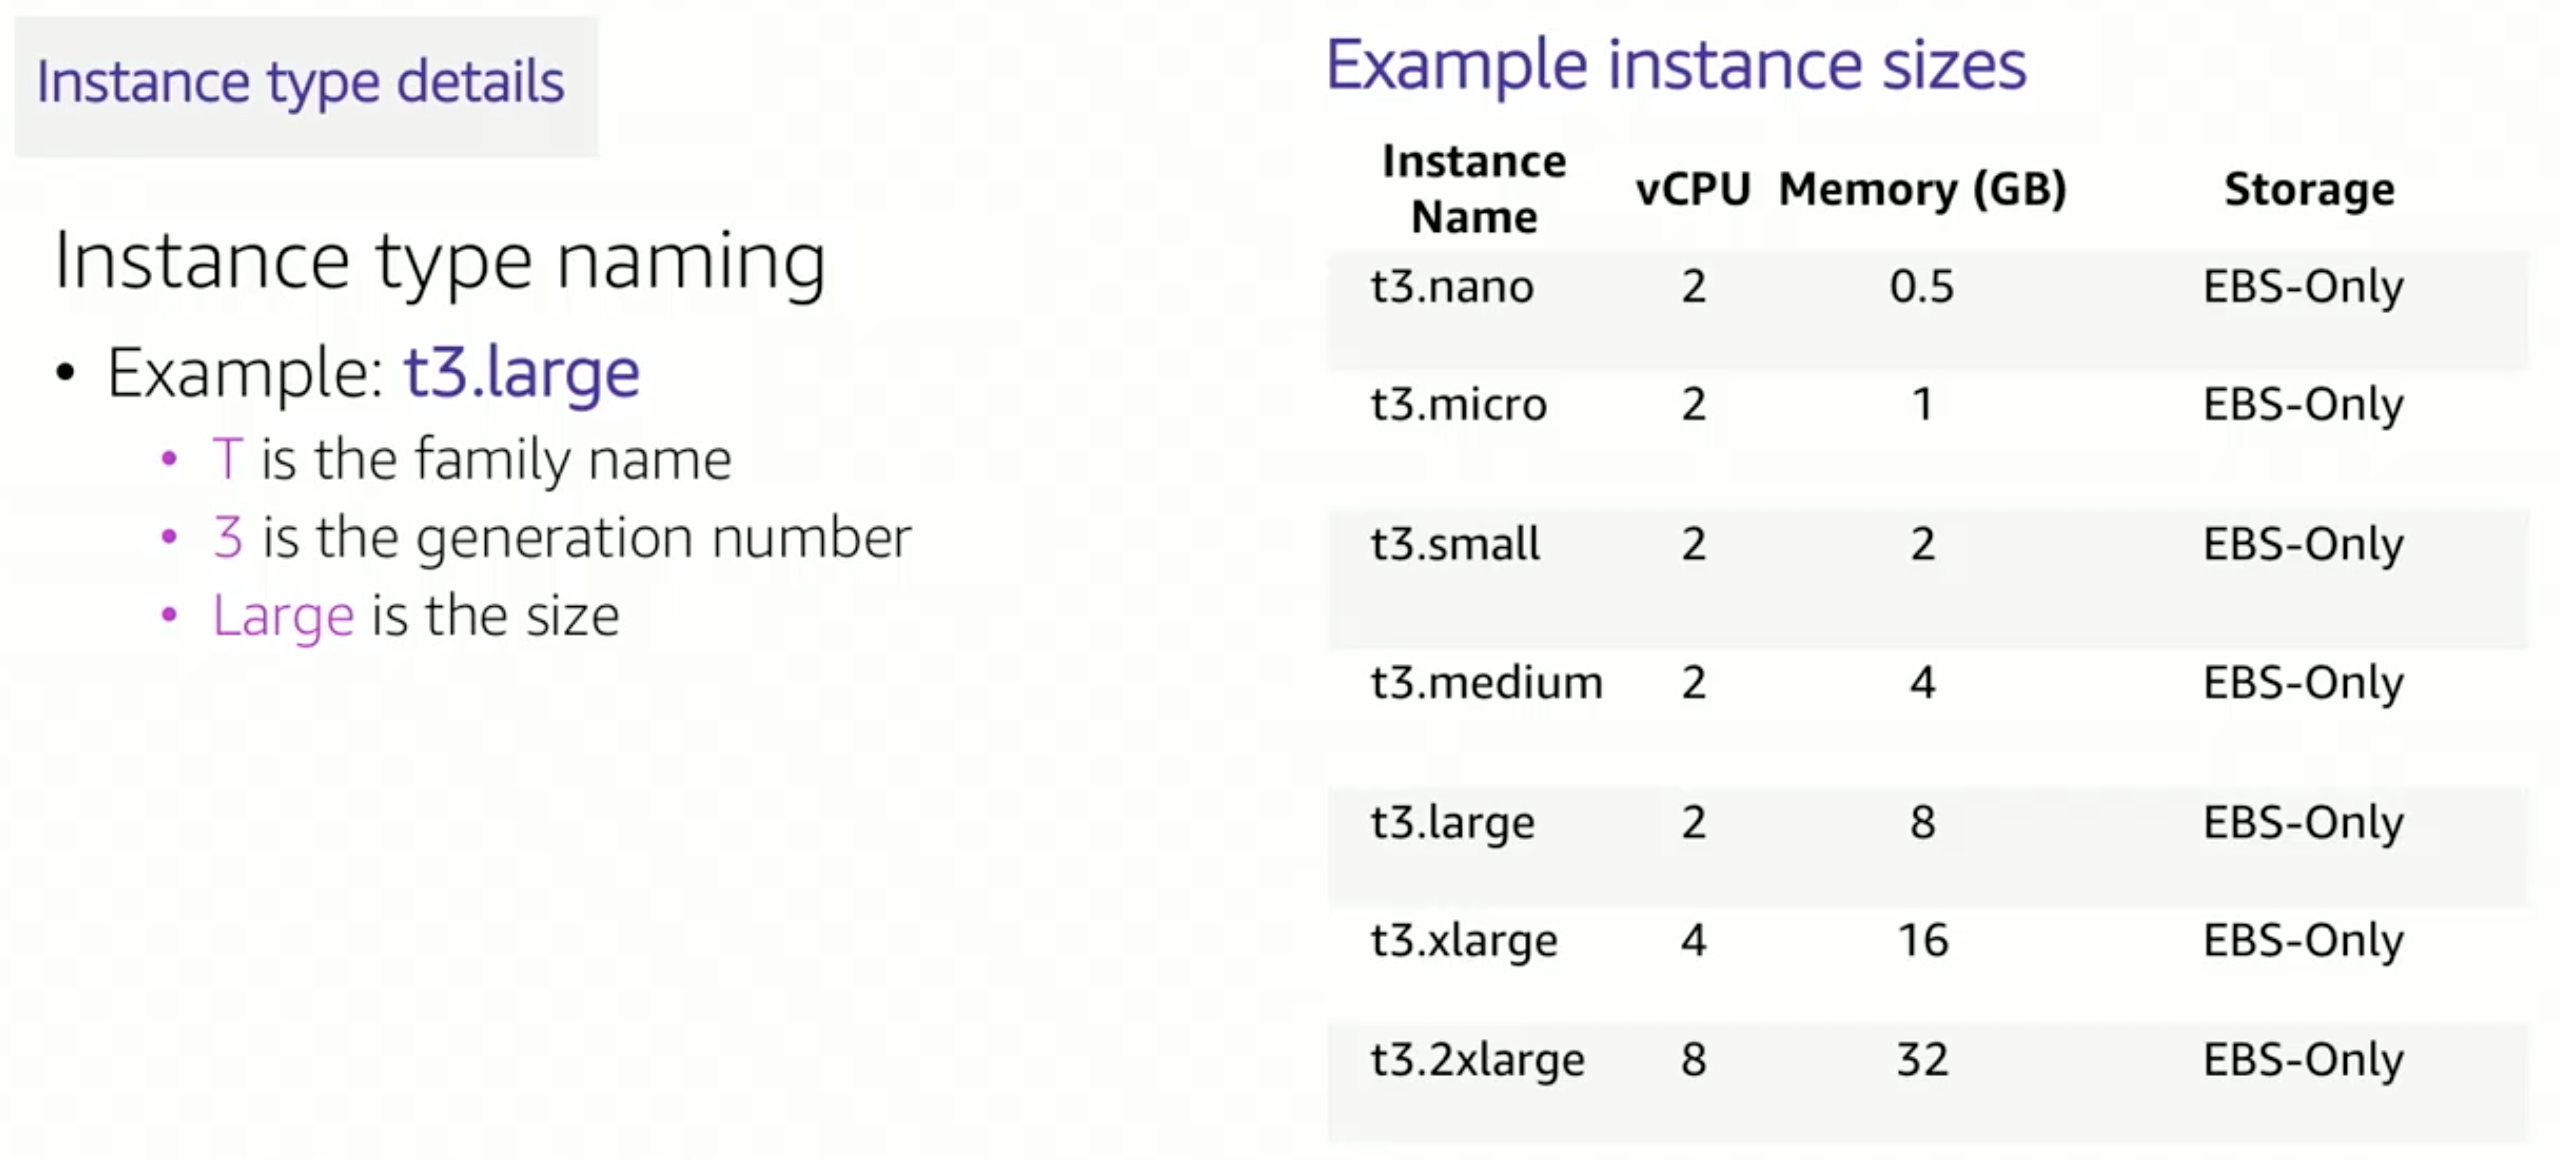 Instance type details
Instance type naming
• Example: t3.large
• T is the family name
• 3 is the generation number
• Large is the size
Example instance sizes
Instance Name vCPU Memory (GB) Storage
t3.nano 2 0.5 EBS-Only
t3.micro 2 1 EBS-Only
t3.small 2 2 EBS-Only
t3.medium 2 4 EBS-Only
t3.large 2 8 EBS-Only
t3.xlarge 4 16 EBS-Only
t3.2xlarge 8 32 EBS-Only